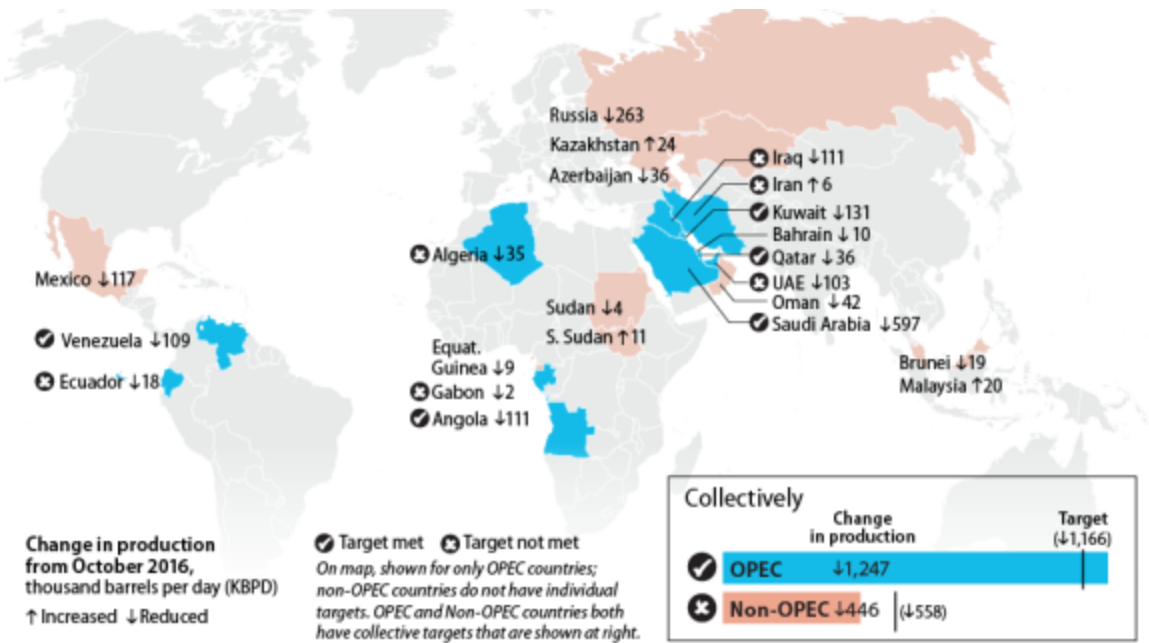 Russia ↓263
Kazakhstan ↑24
Azerbaijan ↓36
Iraq ↓111
Iran ↑6
Kuwait ↓131
Bahrain ↓10
Qatar ↓36
UAE ↓103
Oman ↓42
Saudi Arabia ↓597
Algeria ↓35
Mexico ↓117
Sudan ↓4
S. Sudan ↑11
Venezuela ↓109
Ecuador ↓18
Equat.
Guinea ↓9
Gabon ↓2
Angola ↓111
Brunei ↓19
Malaysia ↑20
Change in production
from October 2016,
thousand barrels per day (KBPD)
↑Increased ↓Reduced
Target met Target not met
On map, shown for only OPEC countries;
non-OPEC countries do not have individual
targets. OPEC and Non-OPEC countries both
have collective targets that are shown at right.
Collectively
Change
in production
Target
(↓1,166)
OPEC ↓1,247
Non-OPEC ↓446 (↓558)